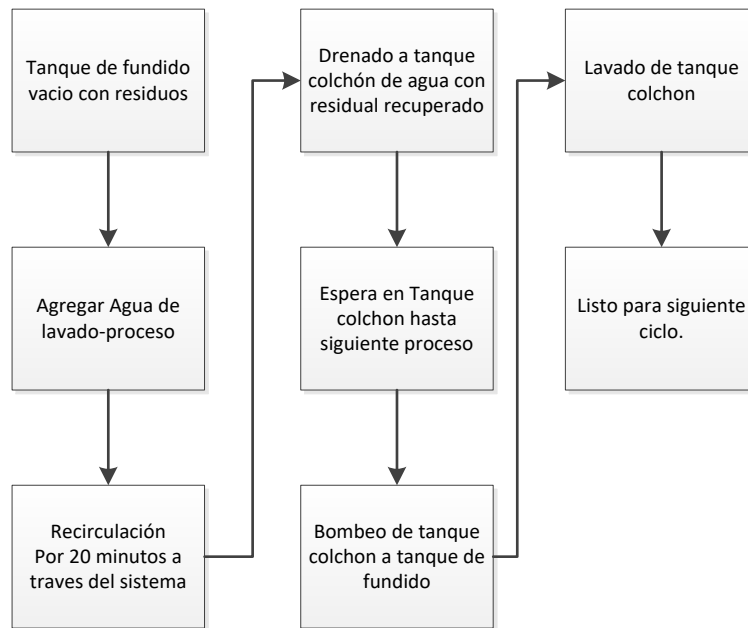 Tanque de fundido
vacio con residuos
Agregar Agua de
lavado-proceso
Recirculación
Por 20 minutos a
traves del sistema
Drenado a tanque
colchón de agua con
residual recuperado
Espera en Tanque
colchon hasta
siguiente proceso
Bombeo de tanque
colchon a tanque de
fundido
Lavado de tanque
colchon
Listo para siguiente
ciclo.